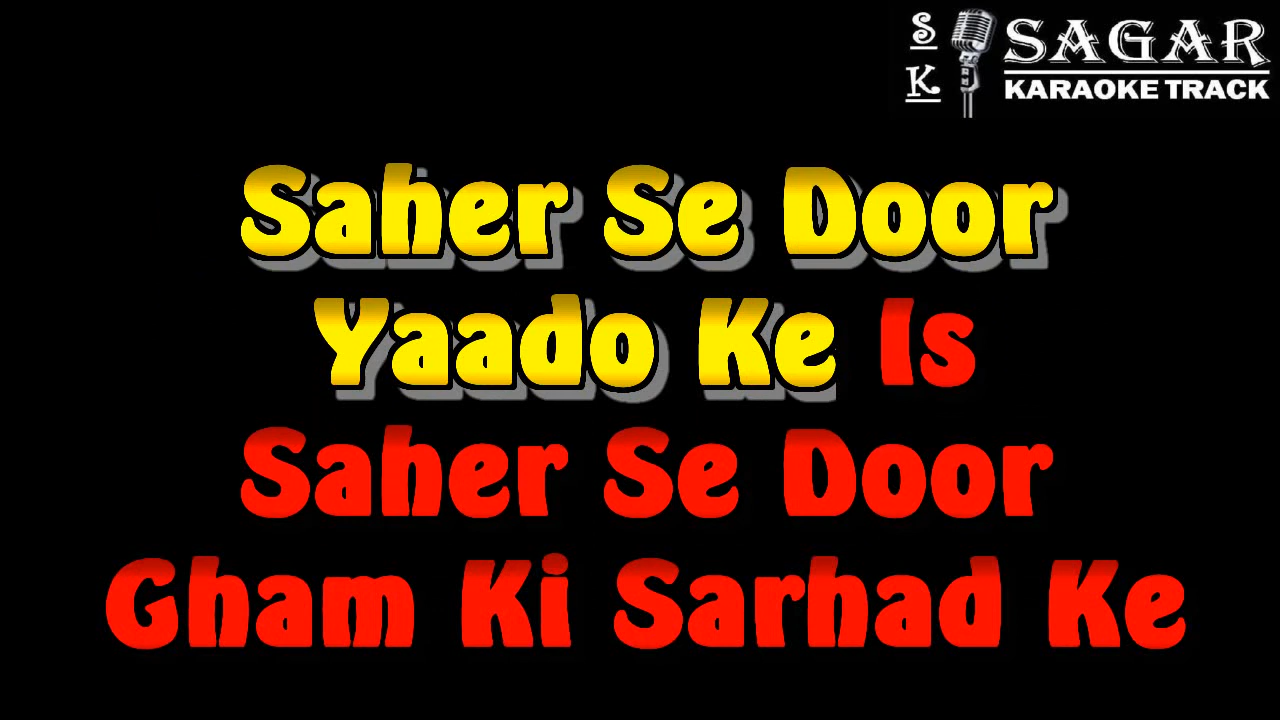 S K SAGAR
KARAOKE TRACK
Saher Se Door
Yaado Ke Is
Saher Se Door
Gham Ki Sarhad Ke